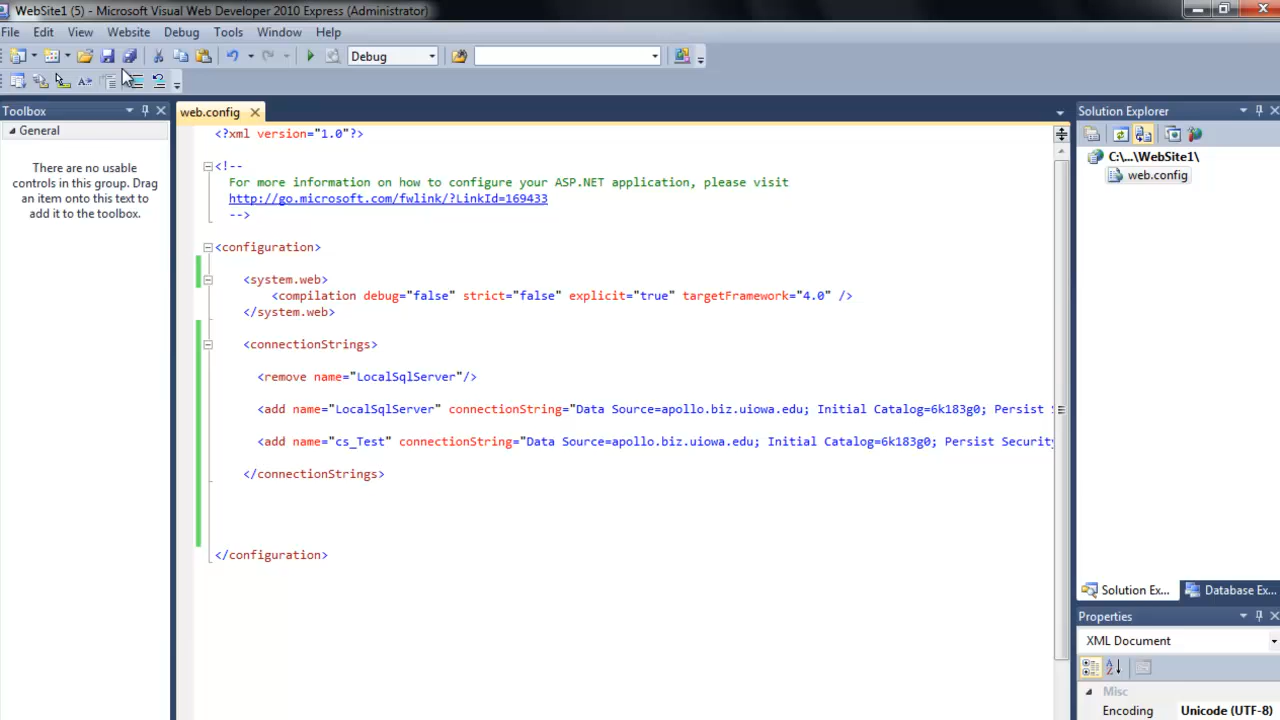 WebSite1 (5) - Microsoft Visual Web Developer 2010 Express (Administrator)
File Edit View Website Debug Tools Window Help
Debug
Toolbox
General
There are no usable
controls in this group. Drag
an item onto this text to
add it to the toolbox.
web.config
<?xml version="1.0"?>
<!--
For more information on how to configure your ASP.NET application, please visit
http://go.microsoft.com/fwlink/?LinkId=169433
-->
<configuration>
<system.web>
<compilation debug="false" strict="false" explicit="true" targetFramework="4.0" />
</system.web>
<connectionStrings>
<remove name="LocalSqlServer"/>
<add name="LocalSqlServer" connectionString="Data Source=apollo.biz.uiowa.edu; Initial Catalog=6k183g0; Persist
<add name="cs_Test" connectionString="Data Source=apollo.biz.uiowa.edu; Initial Catalog=6k183g0; Persist Security
</connectionStrings>
</configuration>
Solution Explorer
C:\...\WebSite1\
web.config
Solution Ex... Database Ex...
Properties
XML Document
Misc
Encoding Unicode (UTF-8)